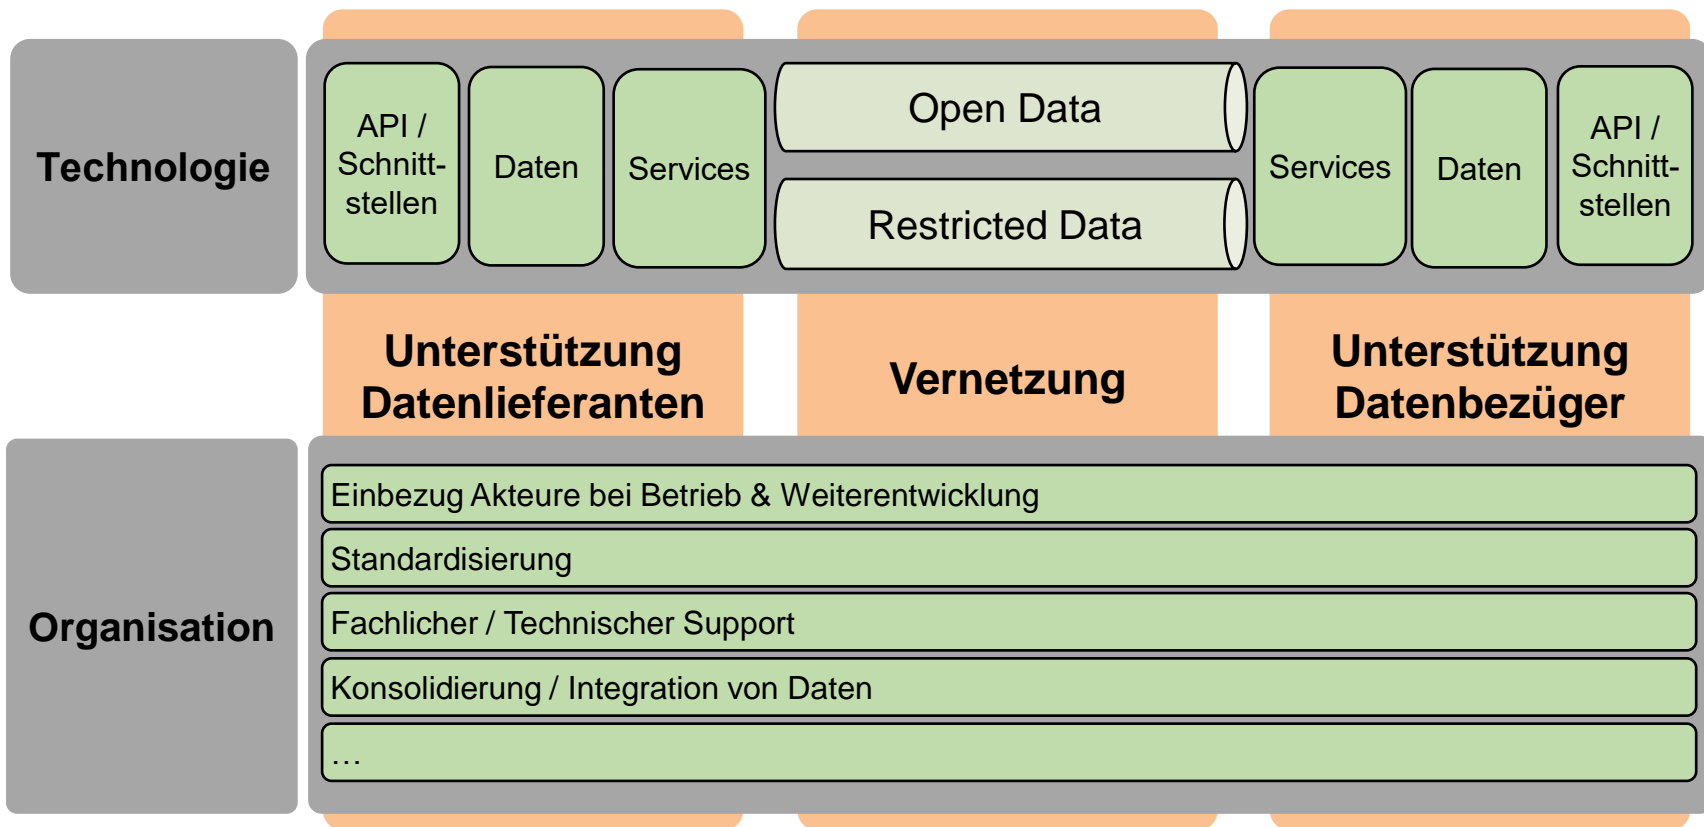 Technologie
API /
Schnitt-
stellen
Daten
Services
Open Data
Restricted Data
Services
Daten
API /
Schnitt-
stellen
Unterstützung
Datenlieferanten
Vernetzung
Unterstützung
Datenbezüger
Organisation
Einbezug Akteure bei Betrieb & Weiterentwicklung
Standardisierung
Fachlicher / Technischer Support
Konsolidierung / Integration von Daten
…